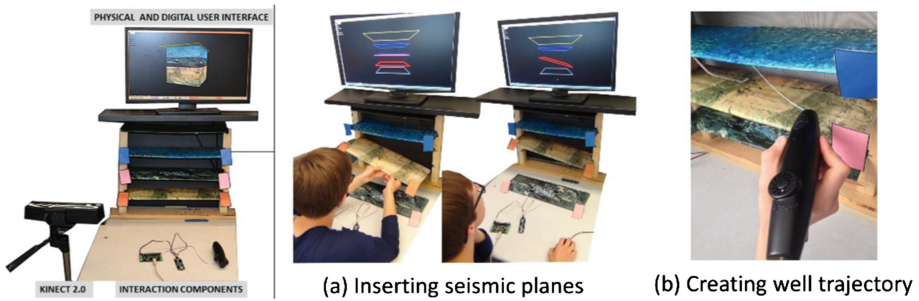 PHYSICAL AND DIGITAL USER INTERFACE
KINECT 2.0
INTERACTION COMPONENTS
(a) Inserting seismic planes
(b) Creating well trajectory